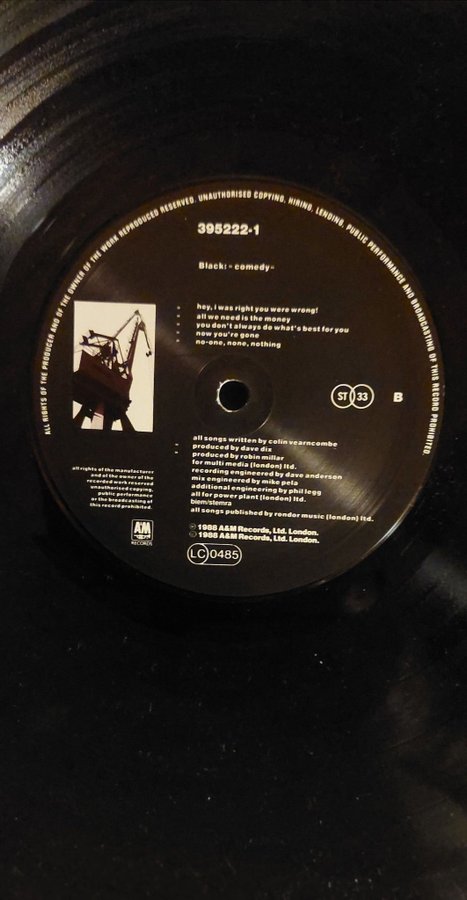 ALL RIGHTS OF THE PRODUCER AND OF THE OWNER OF THE WORK REPRODUCED RESERVED. UNAUTHORISED COPYING, HIRING, LENDING, PUBLIC PERFORMANCE AND BROADCASTING OF THIS RECORD PROHIBITED.
395222-1
Black: - comedy -
hey, I was right you were wrong!
all we need is the money
you don't always do what's best for you
now you're gone
no-one, none, nothing
ST 33
B
all songs written by colin vearncombe
produced by dave dix
produced by robin millar
for multi media (london) ltd.
recording engineered by dave anderson
mix engineered by mike pela
additional engineering by phil legg
all for power plant (london) ltd.
biem/stemra
all songs published by rondor music (london) ltd.
all rights of the manufacturer
and of the owner of the
recorded work reserved
unauthorised copying,
public performance
or the broadcasting of
this record prohibited.
A&M
RECORDS
℗ 1988 A&M Records, Ltd. London.
© 1988 A&M Records, Ltd. London.
LC 0485